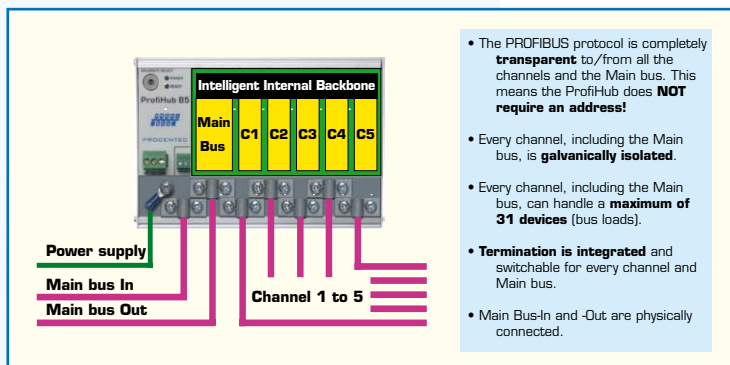 REDUNDANCY RELAY
POWER
READY
ProfiHub B5
PROCENTEC
Intelligent Internal Backbone
Main
Bus
C1
C2
C3
C4
C5
Power supply
Main bus In
Main bus Out
Channel 1 to 5
• The PROFIBUS protocol is completely
transparent to/from all the
channels and the Main bus. This
means the ProfiHub does NOT
require an address!
• Every channel, including the Main
bus, is galvanically isolated.
• Every channel, including the Main
bus, can handle a maximum of
31 devices (bus loads).
• Termination is integrated and
switchable for every channel and
Main bus.
• Main Bus-In and -Out are physically
connected.